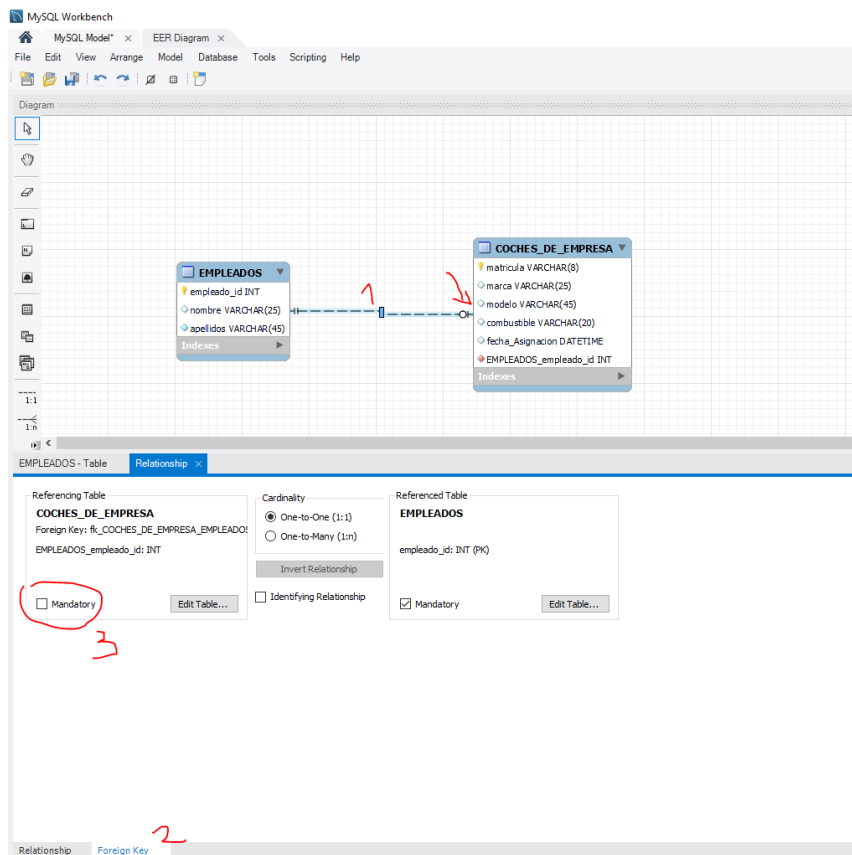 MySQL Workbench
MySQL Model* × EER Diagram ×
File Edit View Arrange Model Database Tools Scripting Help
Diagram
EMPLEADOS
empleado_id INT
nombre VARCHAR(25)
apellidos VARCHAR(45)
Indexes
1
COCHES_DE_EMPRESA
matricula VARCHAR(8)
marca VARCHAR(25)
modelo VARCHAR(45)
combustible VARCHAR(20)
fecha_Asignacion DATETIME
EMPLEADOS_empleado_id INT
Indexes
1:1
1:n
EMPLEADOS - Table Relationship ×
Referencing Table
COCHES_DE_EMPRESA
Foreign Key: fk_COCHES_DE_EMPRESA_EMPLEADOS
EMPLEADOS_empleado_id: INT
Mandatory Edit Table...
3
Cardinality
One-to-One (1:1)
One-to-Many (1:n)
Invert Relationship
Identifying Relationship
Referenced Table
EMPLEADOS
empleado_id: INT (PK)
Mandatory Edit Table...
2
Relationship Foreign Key